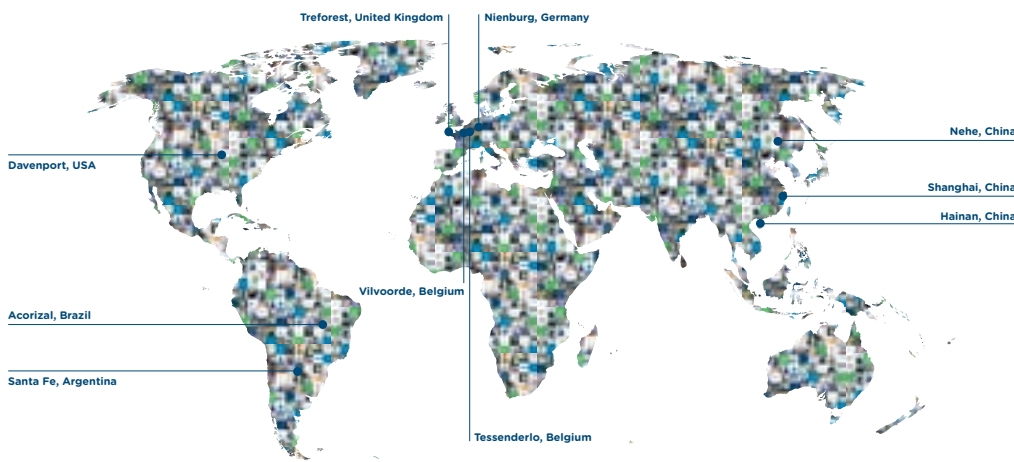 Treforest, United Kingdom
Nienburg, Germany
Nehe, China
Davenport, USA
Shanghai, China
Hainan, China
Vilvoorde, Belgium
Acorizal, Brazil
Santa Fe, Argentina
Tessenderlo, Belgium